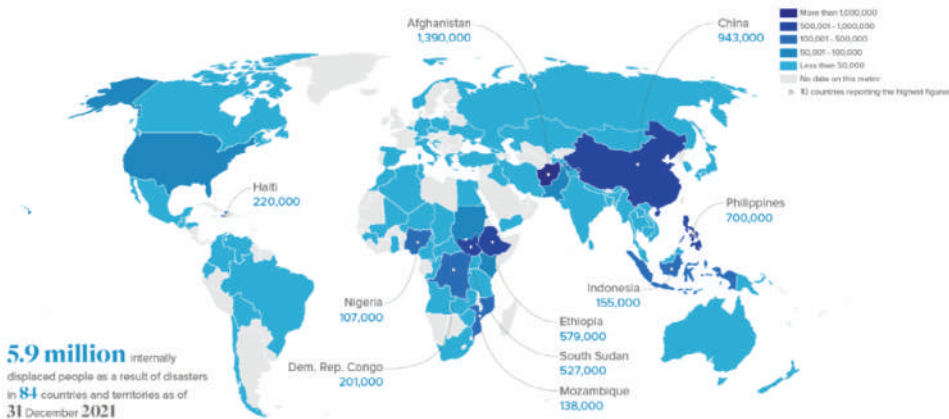 Afghanistan
1,390,000
China
943,000
More than 1,000,000
500,001 - 1,000,000
100,001 - 500,000
50,001 - 100,000
Less than 50,000
No data on this metric
10 countries reporting the highest figures
Haiti
220,000
Philippines
700,000
Indonesia
155,000
Nigeria
107,000
Ethiopia
579,000
Dem. Rep. Congo
201,000
South Sudan
527,000
Mozambique
138,000
5.9 million internally
displaced people as a result of disasters
in 84 countries and territories as of
31 December 2021